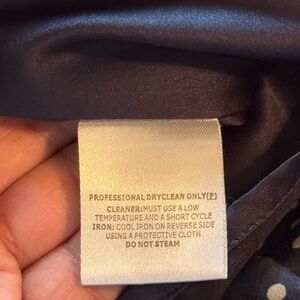 PROFESSIONAL DRYCLEAN ONLY(P)
CLEANER:MUST USE A LOW
TEMPERATURE AND A SHORT CYCLE
IRON: COOL IRON ON REVERSE SIDE
USING A PROTECTIVE CLOTH
DO NOT STEAM